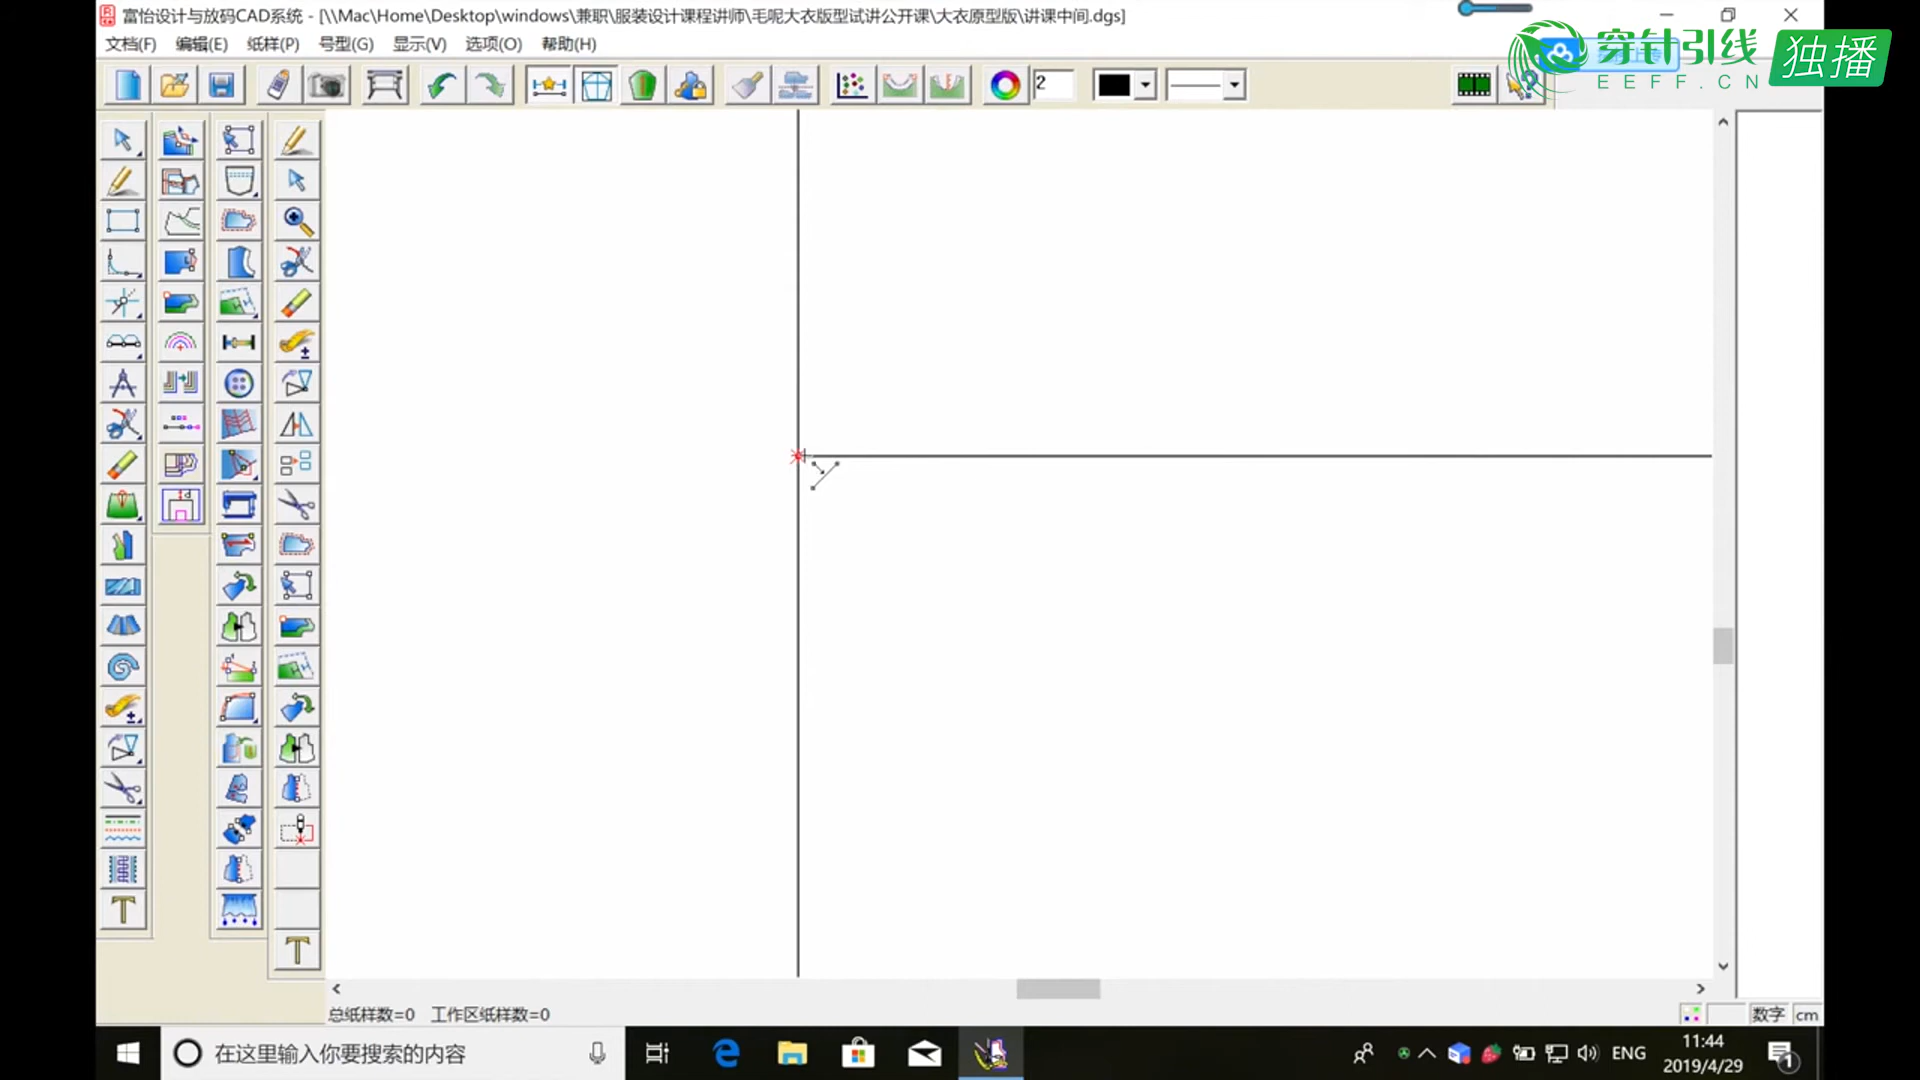 富怡设计与放码CAD系统 - [\\Mac\Home\Desktop\windows\兼职\服装设计课程讲师\毛呢大衣版型试讲公开课\大衣原型版\讲课中间.dgs]
文档(F) 编辑(E) 纸样(P) 号型(G) 显示(V) 选项(O) 帮助(H)
穿针引线
EEFF.CN
独播
2
总纸样数=0 工作区纸样数=0
数字 cm
在这里输入你要搜索的内容
ENG
11:44
2019/4/29
1